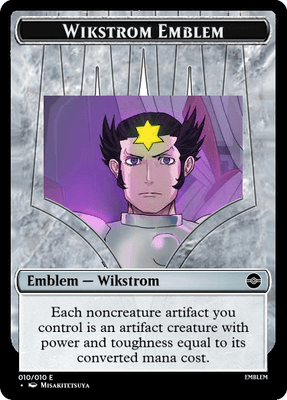 Wikstrom Emblem
Emblem — Wikstrom
Each noncreature artifact you
control is an artifact creature with
power and toughness equal to its
converted mana cost.
010/010 E
EMBLEM
• Misakitetsuya